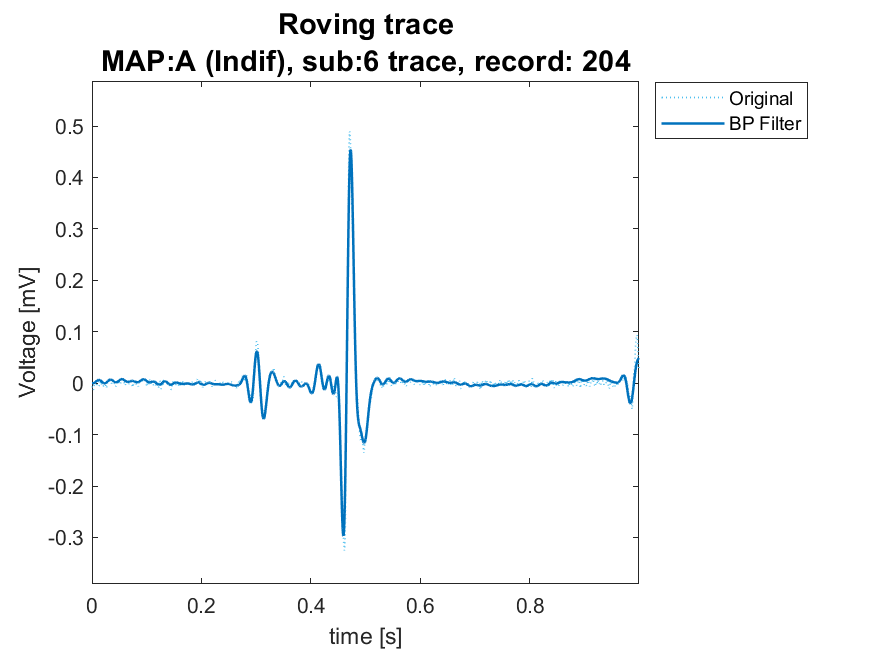 Roving trace
MAP:A (Indif), sub:6 trace, record: 204
Original
BP Filter
0.5
0.4
0.3
0.2
0.1
0
-0.1
-0.2
-0.3
Voltage [mV]
0
0.2
0.4
0.6
0.8
time [s]